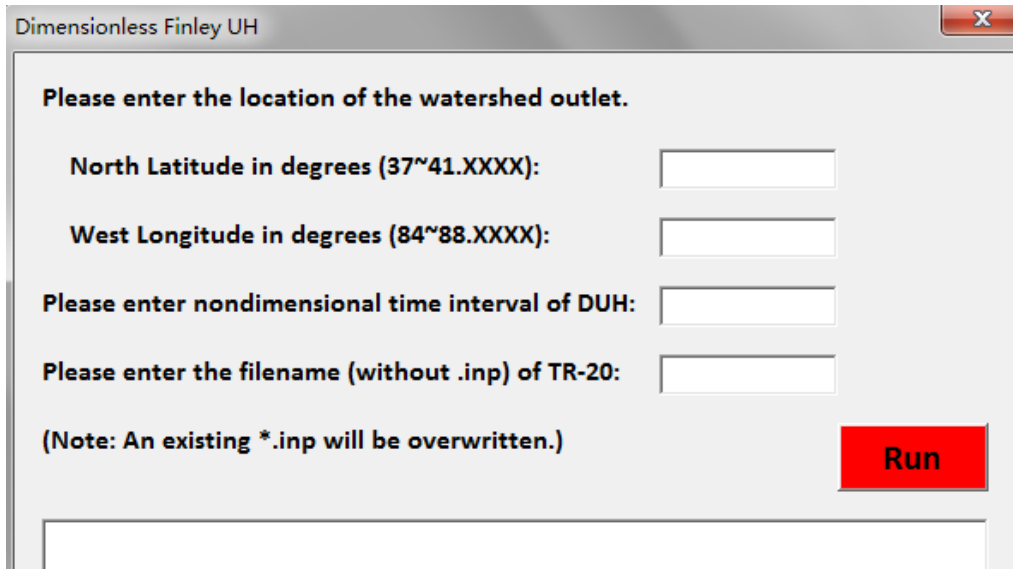 Dimensionless Finley UH
Please enter the location of the watershed outlet.
North Latitude in degrees (37~41.XXXX):
West Longitude in degrees (84~88.XXXX):
Please enter nondimensional time interval of DUH:
Please enter the filename (without .inp) of TR-20:
(Note: An existing *.inp will be overwritten.)
Run